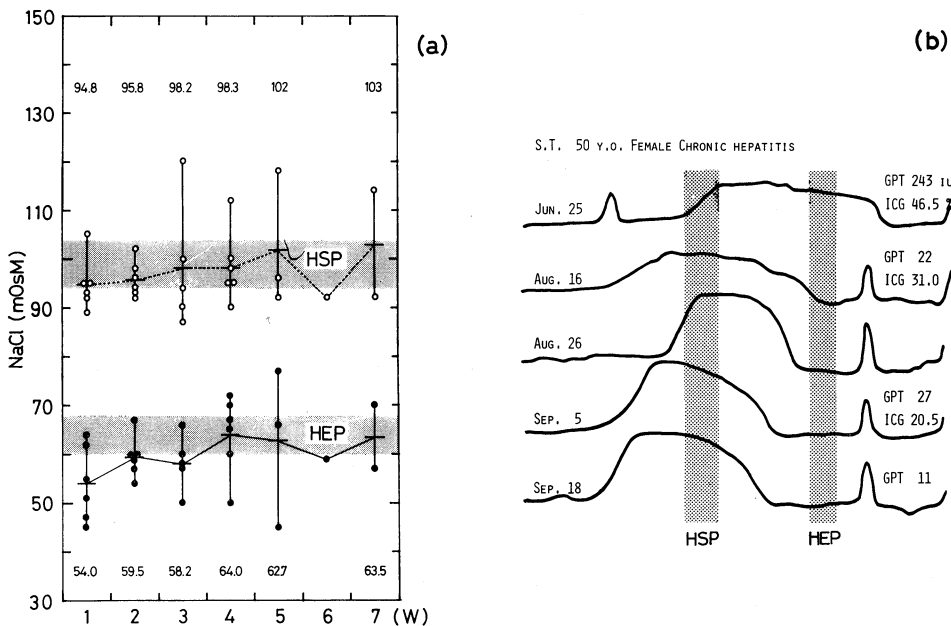 150
130
110
90
70
50
30
NaCl (mOsM)
94.8 95.8 98.2 98.3 102 103
HSP
HEP
54.0 59.5 58.2 64.0 627 63.5
1 2 3 4 5 6 7 (W)
(a)
(b)
S.T. 50 Y.O. FEMALE CHRONIC HEPATITIS
JUN. 25
GPT 243 IU
ICG 46.5 %
AUG. 16
GPT 22
ICG 31.0
AUG. 26
SEP. 5
GPT 27
ICG 20.5
SEP. 18
GPT 11
HSP HEP